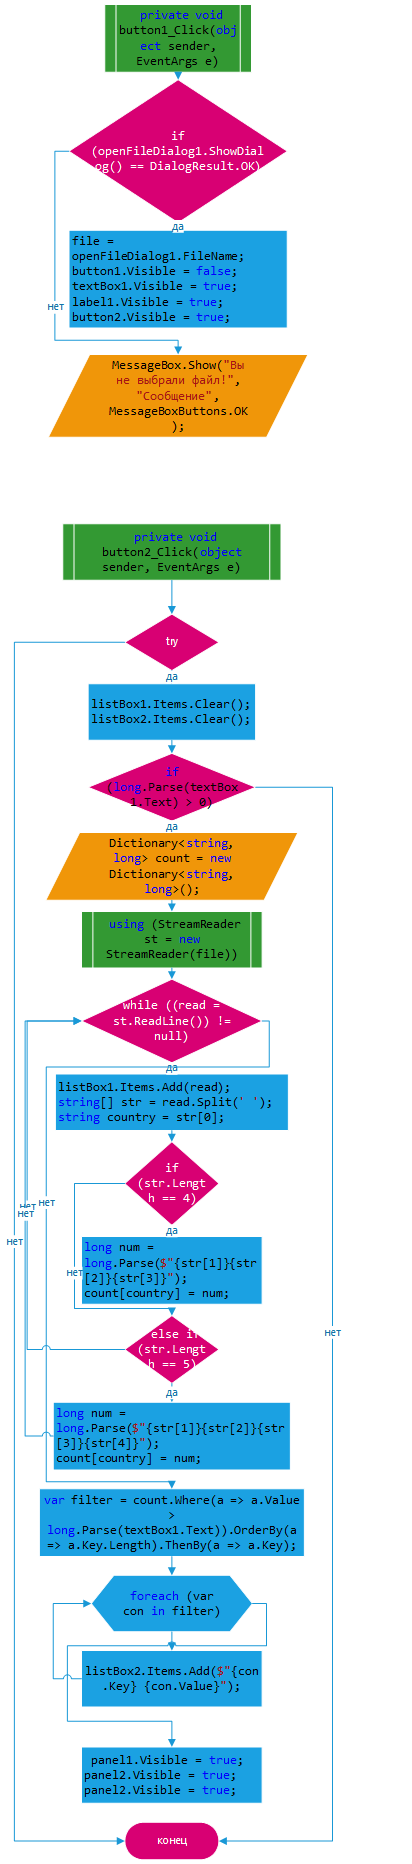 private void
button1_Click(obj
ect sender,
EventArgs e)
if
(openFileDialog1.ShowDial
og() == DialogResult.OK)
да
file =
openFileDialog1.FileName;
button1.Visible = false;
textBox1.Visible = true;
label1.Visible = true;
button2.Visible = true;
нет
MessageBox.Show("Вы
не выбрали файл!",
"Сообщение",
MessageBoxButtons.OK
);
private void
button2_Click(object
sender, EventArgs e)
try
да
listBox1.Items.Clear();
listBox2.Items.Clear();
if
(long.Parse(textBox
1.Text) > 0)
да
Dictionary<string,
long> count = new
Dictionary<string,
long>();
using (StreamReader
st = new
StreamReader(file))
while ((read =
st.ReadLine()) !=
null)
да
listBox1.Items.Add(read);
string[] str = read.Split(' ');
string country = str[0];
if
(str.Lengt
h == 4)
нет
нет
нет
да
нет
long num =
long.Parse($"{str[1]}{str
[2]}{str[3]}");
count[country] = num;
нет
нет
else if
(str.Lengt
h == 5)
да
long num =
long.Parse($"{str[1]}{str[2]}{str
[3]}{str[4]}");
count[country] = num;
var filter = count.Where(a => a.Value
>
long.Parse(textBox1.Text)).OrderBy(a
=> a.Key.Length).ThenBy(a => a.Key);
foreach (var
con in filter)
listBox2.Items.Add($"{con
.Key} {con.Value}");
panel1.Visible = true;
panel2.Visible = true;
panel2.Visible = true;
конец